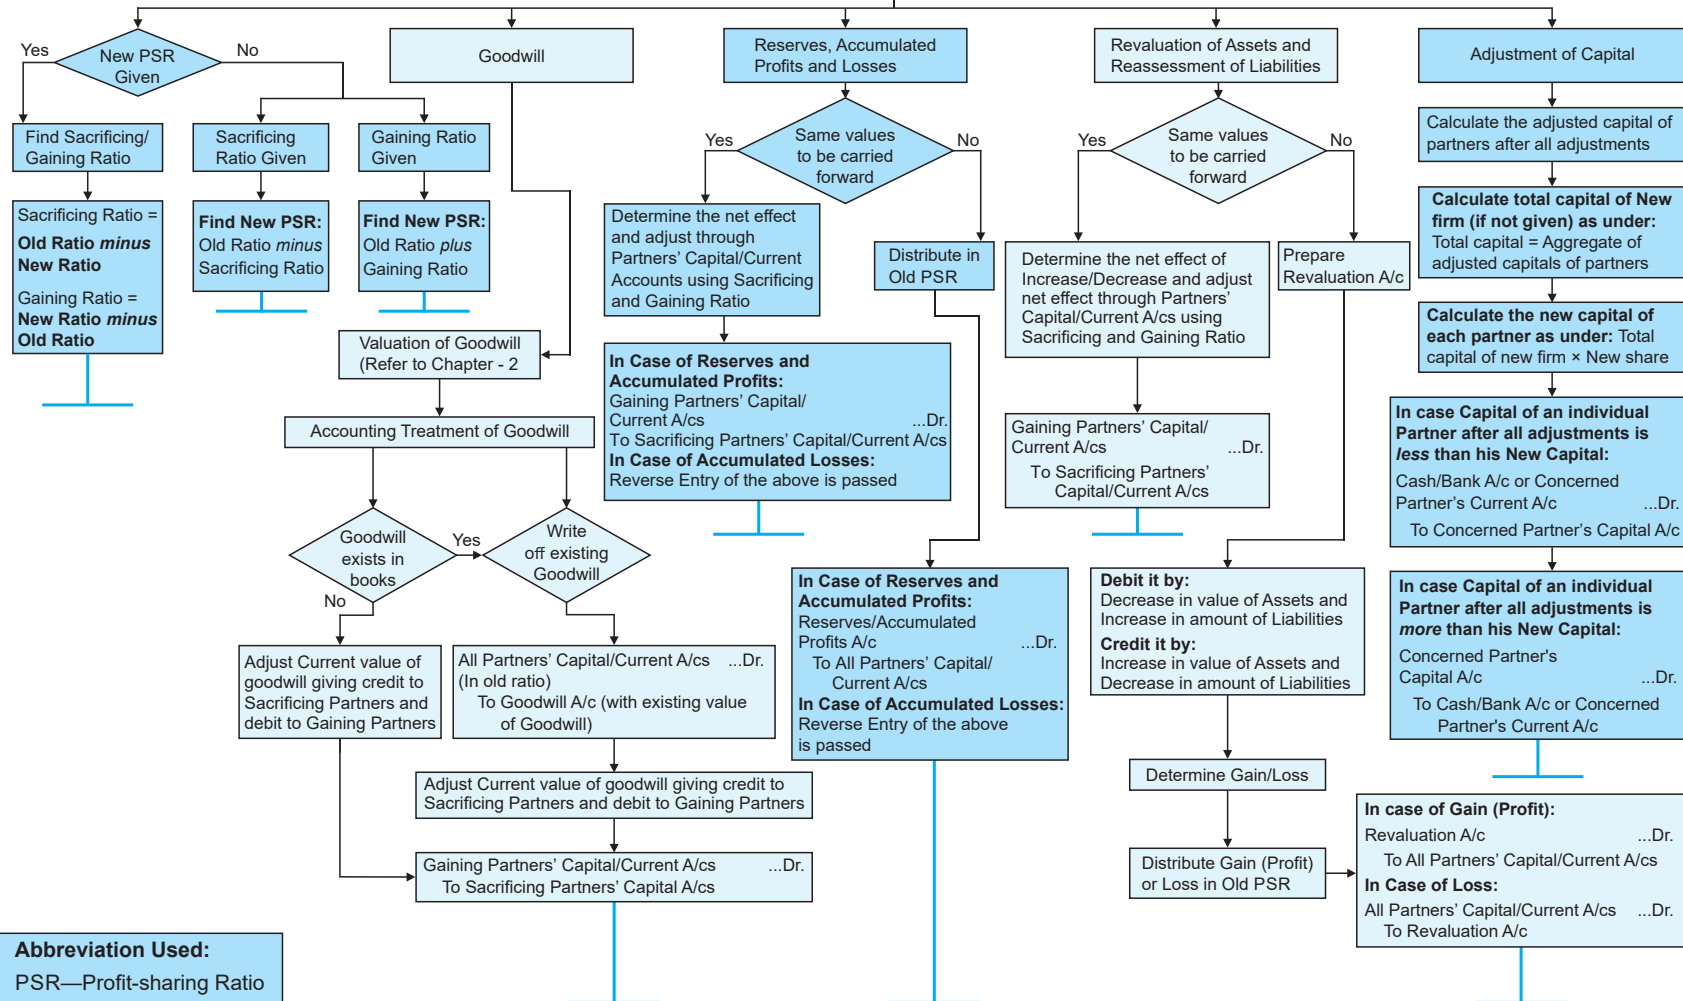 Yes
New PSR
Given
No
Find Sacrificing/
Gaining Ratio
Sacrificing
Ratio Given
Gaining Ratio
Given
Sacrificing Ratio =
Old Ratio minus
New Ratio
Gaining Ratio =
New Ratio minus
Old Ratio
Find New PSR:
Old Ratio minus
Sacrificing Ratio
Find New PSR:
Old Ratio plus
Gaining Ratio
Goodwill
Valuation of Goodwill
(Refer to Chapter - 2
Accounting Treatment of Goodwill
Goodwill
exists in
books
Yes
Write
off existing
Goodwill
No
Adjust Current value of
goodwill giving credit to
Sacrificing Partners and
debit to Gaining Partners
All Partners’ Capital/Current A/cs ...Dr.
(In old ratio)
To Goodwill A/c (with existing value
of Goodwill)
Adjust Current value of goodwill giving credit to
Sacrificing Partners and debit to Gaining Partners
Gaining Partners’ Capital/Current A/cs ...Dr.
To Sacrificing Partners’ Capital A/cs
Reserves, Accumulated
Profits and Losses
Yes
Same values
to be carried
forward
No
Determine the net effect
and adjust through
Partners’ Capital/Current
Accounts using Sacrificing
and Gaining Ratio
Distribute in
Old PSR
In Case of Reserves and
Accumulated Profits:
Gaining Partners’ Capital/
Current A/cs ...Dr.
To Sacrificing Partners’ Capital/Current A/cs
In Case of Accumulated Losses:
Reverse Entry of the above is passed
In Case of Reserves and
Accumulated Profits:
Reserves/Accumulated
Profits A/c ...Dr.
To All Partners’ Capital/
Current A/cs
In Case of Accumulated Losses:
Reverse Entry of the above
is passed
Revaluation of Assets and
Reassessment of Liabilities
Yes
Same values
to be carried
forward
No
Determine the net effect of
Increase/Decrease and adjust
net effect through Partners’
Capital/Current A/cs using
Sacrificing and Gaining Ratio
Prepare
Revaluation A/c
Gaining Partners’ Capital/
Current A/cs ...Dr.
To Sacrificing Partners’
Capital/Current A/cs
Debit it by:
Decrease in value of Assets and
Increase in amount of Liabilities
Credit it by:
Increase in value of Assets and
Decrease in amount of Liabilities
Determine Gain/Loss
Distribute Gain (Profit)
or Loss in Old PSR
In case of Gain (Profit):
Revaluation A/c ...Dr.
To All Partners’ Capital/Current A/cs
In Case of Loss:
All Partners’ Capital/Current A/cs ...Dr.
To Revaluation A/c
Adjustment of Capital
Calculate the adjusted capital of
partners after all adjustments
Calculate total capital of New
firm (if not given) as under:
Total capital = Aggregate of
adjusted capitals of partners
Calculate the new capital of
each partner as under: Total
capital of new firm × New share
In case Capital of an individual
Partner after all adjustments is
less than his New Capital:
Cash/Bank A/c or Concerned
Partner’s Current A/c ...Dr.
To Concerned Partner’s Capital A/c
In case Capital of an individual
Partner after all adjustments is
more than his New Capital:
Concerned Partner's
Capital A/c ...Dr.
To Cash/Bank A/c or Concerned
Partner's Current A/c
Abbreviation Used:
PSR—Profit-sharing Ratio